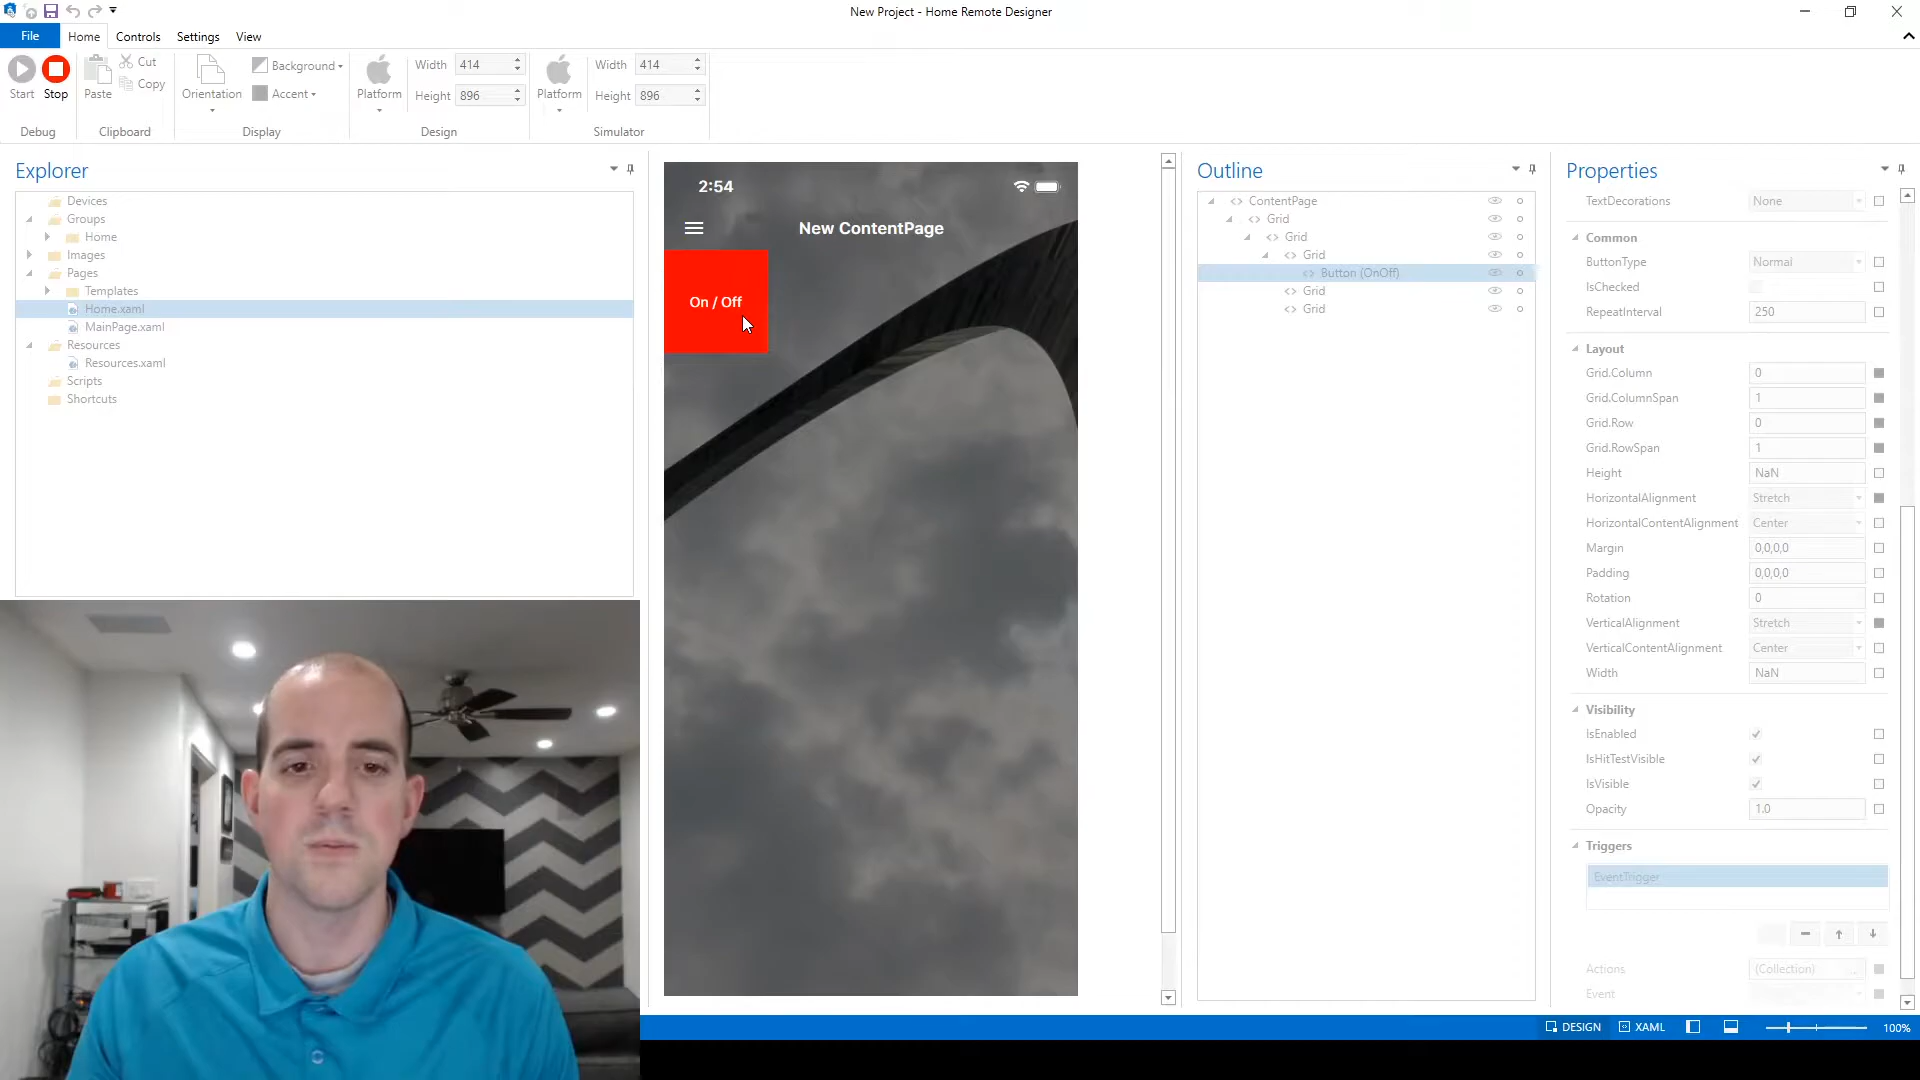 New Project - Home Remote Designer
File
Home
Controls
Settings
View
Start
Stop
Paste
Cut
Copy
Orientation
Background
Accent
Platform
Width 414
Height 896
Platform
Width 414
Height 896
Debug
Clipboard
Display
Design
Simulator
Explorer
Devices
Groups
Home
Images
Pages
Templates
Home.xaml
MainPage.xaml
Resources
Resources.xaml
Scripts
Shortcuts
2:54
New ContentPage
On / Off
Outline
ContentPage
Grid
Grid
Grid
Button (OnOff)
Grid
Grid
Properties
TextDecorations None
Common
ButtonType Normal
IsChecked
RepeatInterval 250
Layout
Grid.Column 0
Grid.ColumnSpan 1
Grid.Row 0
Grid.RowSpan 1
Height NaN
HorizontalAlignment Stretch
HorizontalContentAlignment Center
Margin 0,0,0,0
Padding 0,0,0,0
Rotation 0
VerticalAlignment Stretch
VerticalContentAlignment Center
Width NaN
Visibility
IsEnabled
IsHitTestVisible
IsVisible
Opacity 1.0
Triggers
EventTrigger
Actions (Collection) ...
Event
DESIGN
XAML
100%